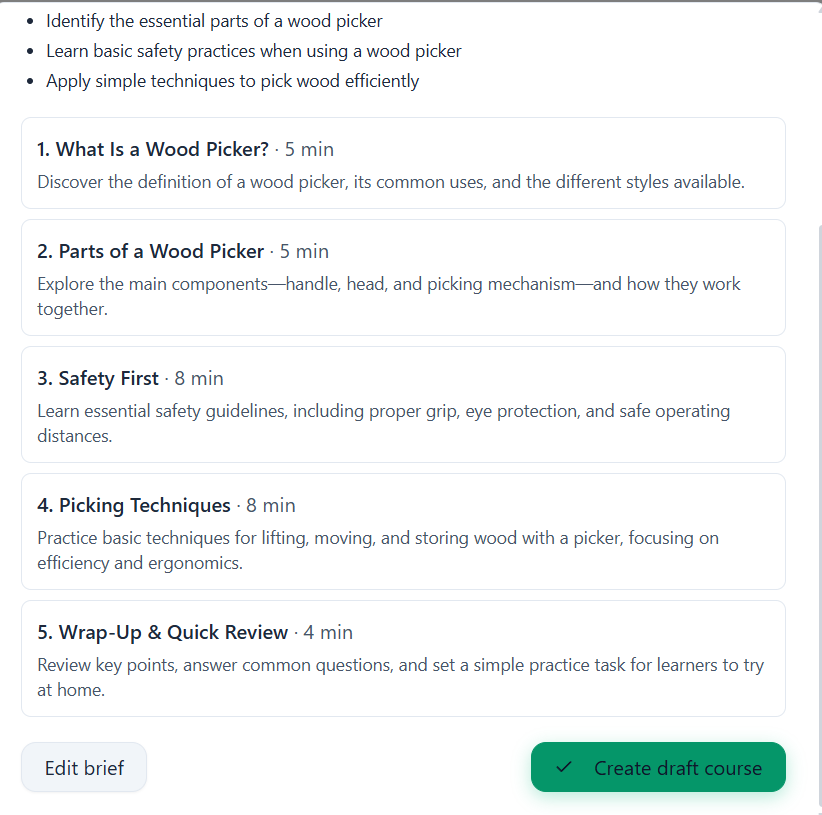 • Identify the essential parts of a wood picker
• Learn basic safety practices when using a wood picker
• Apply simple techniques to pick wood efficiently
1. What Is a Wood Picker? · 5 min
Discover the definition of a wood picker, its common uses, and the different styles available.
2. Parts of a Wood Picker · 5 min
Explore the main components—handle, head, and picking mechanism—and how they work
together.
3. Safety First · 8 min
Learn essential safety guidelines, including proper grip, eye protection, and safe operating
distances.
4. Picking Techniques · 8 min
Practice basic techniques for lifting, moving, and storing wood with a picker, focusing on
efficiency and ergonomics.
5. Wrap-Up & Quick Review · 4 min
Review key points, answer common questions, and set a simple practice task for learners to try
at home.
Edit brief
✓ Create draft course